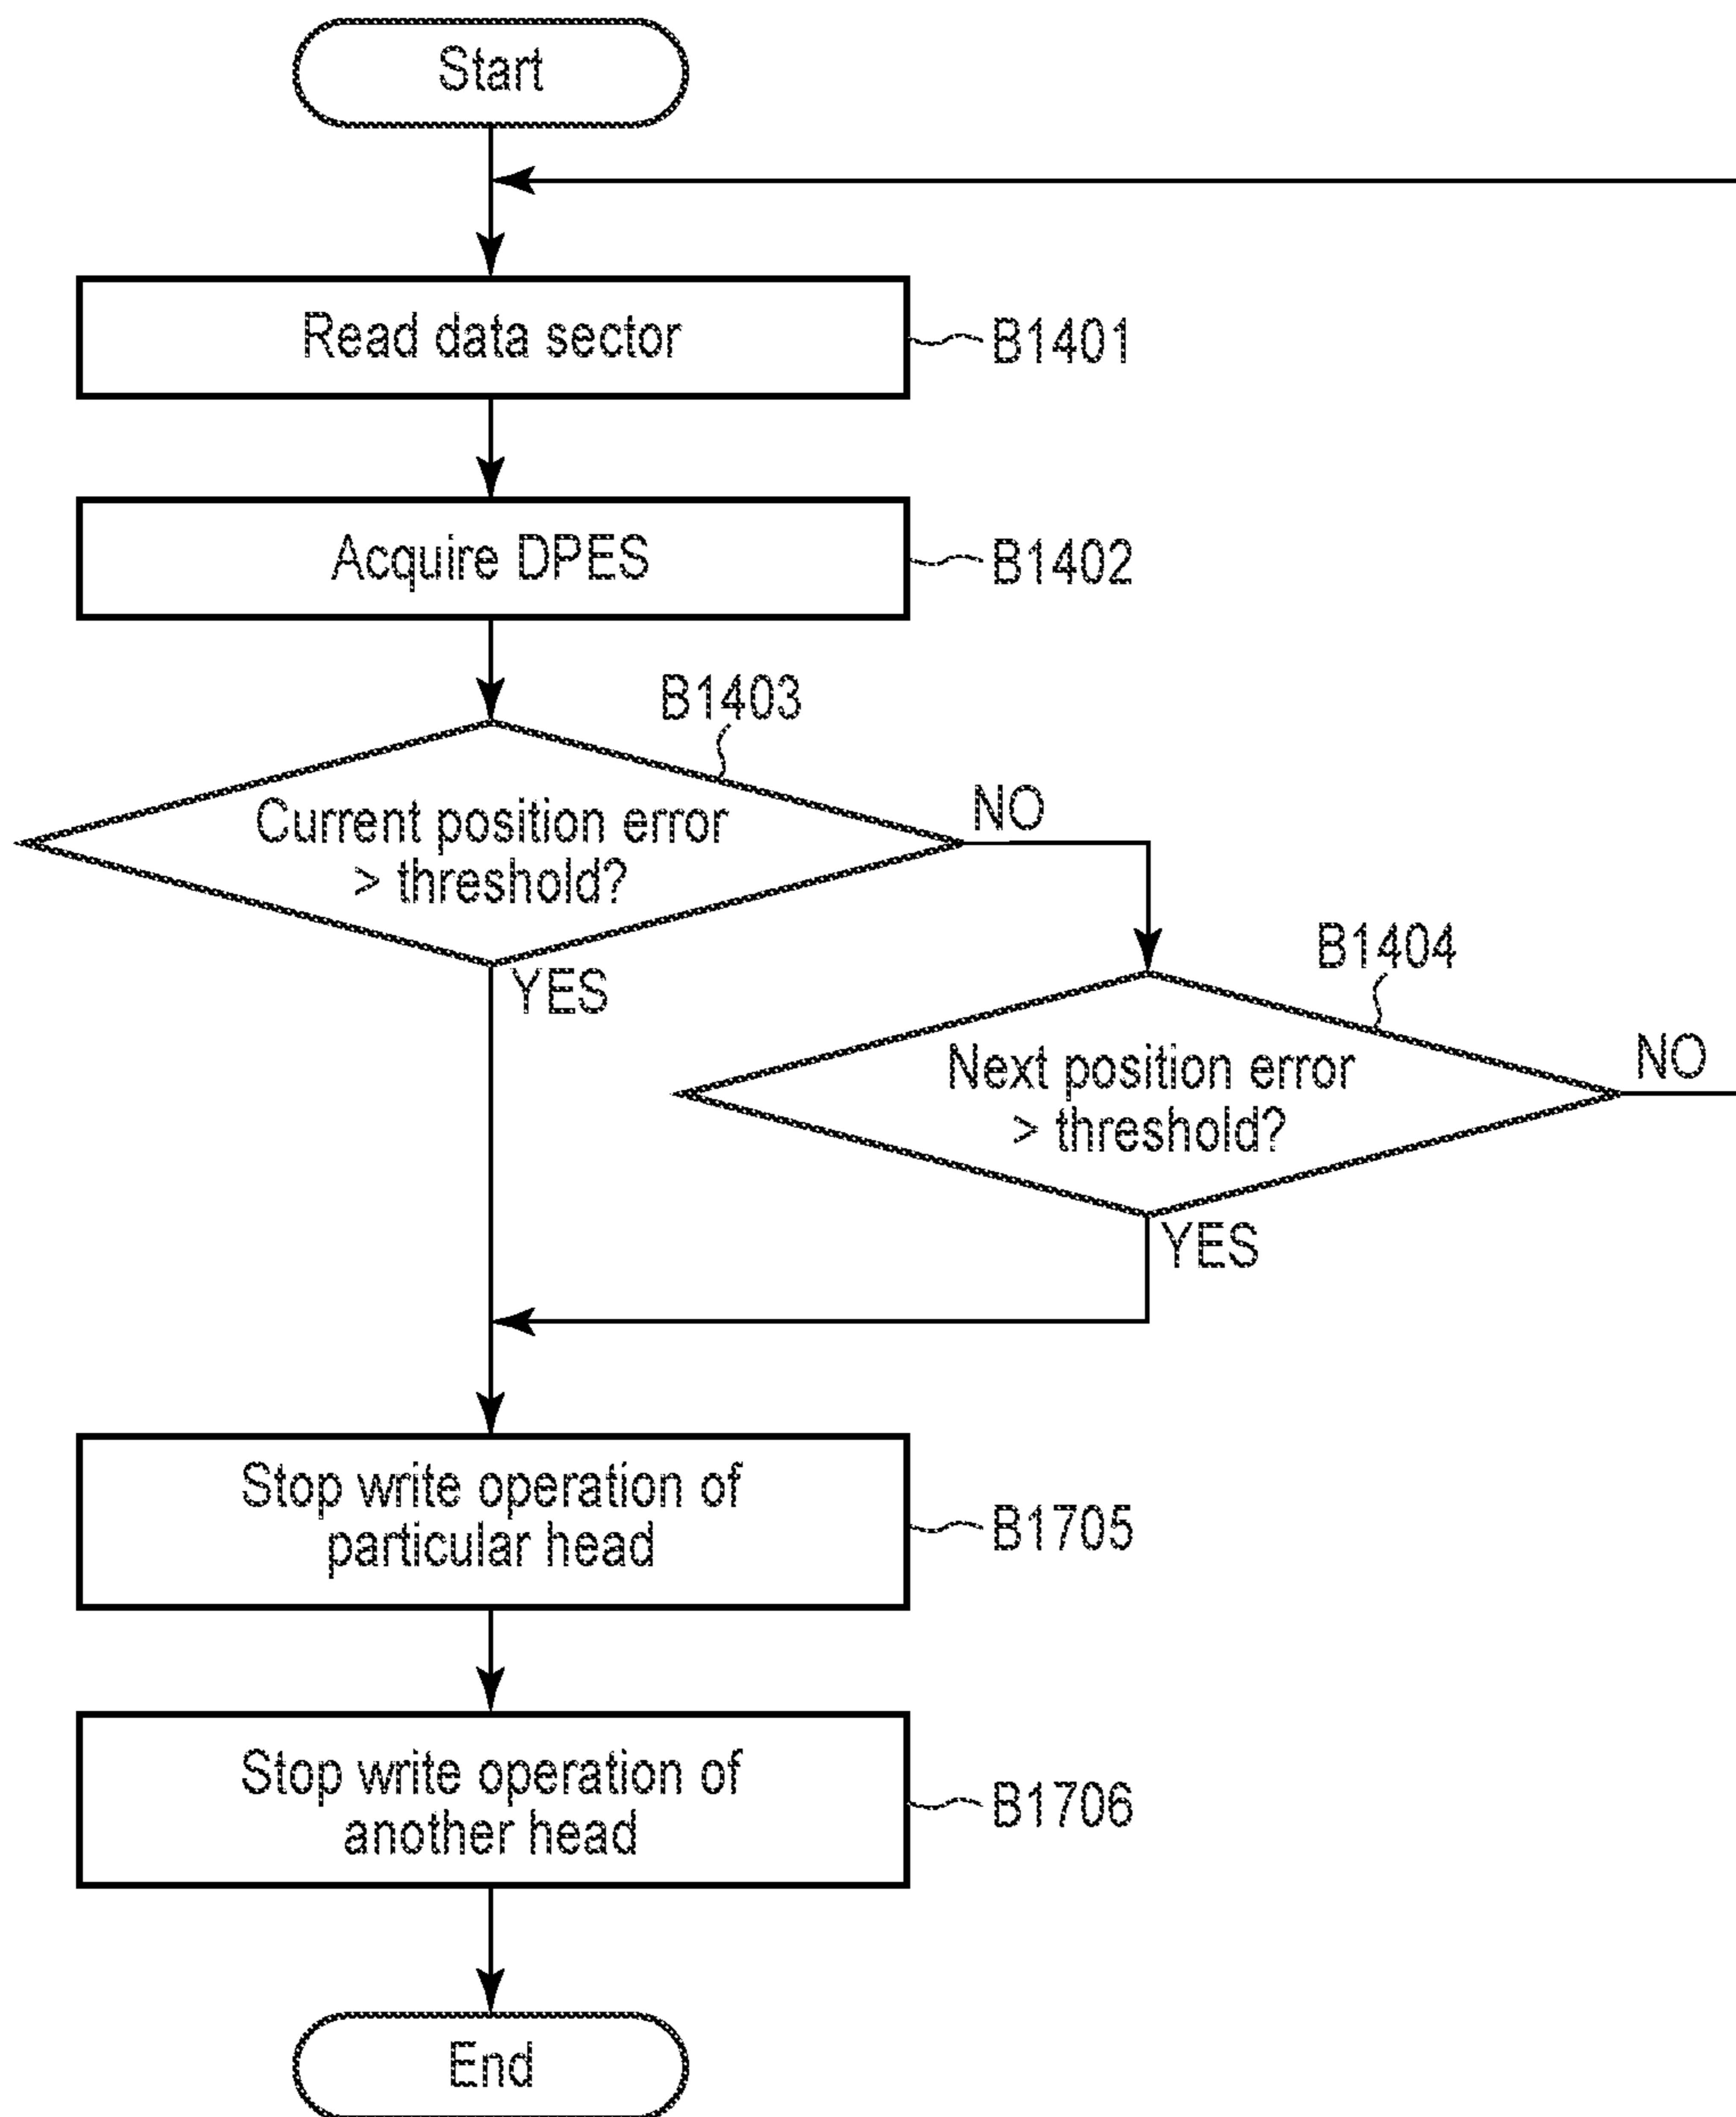 Start
Read data sector
B1401
Acquire DPES
B1402
B1403
Current position error
> threshold?
NO
YES
B1404
Next position error
> threshold?
NO
YES
Stop write operation of
particular head
B1705
Stop write operation of
another head
B1706
End